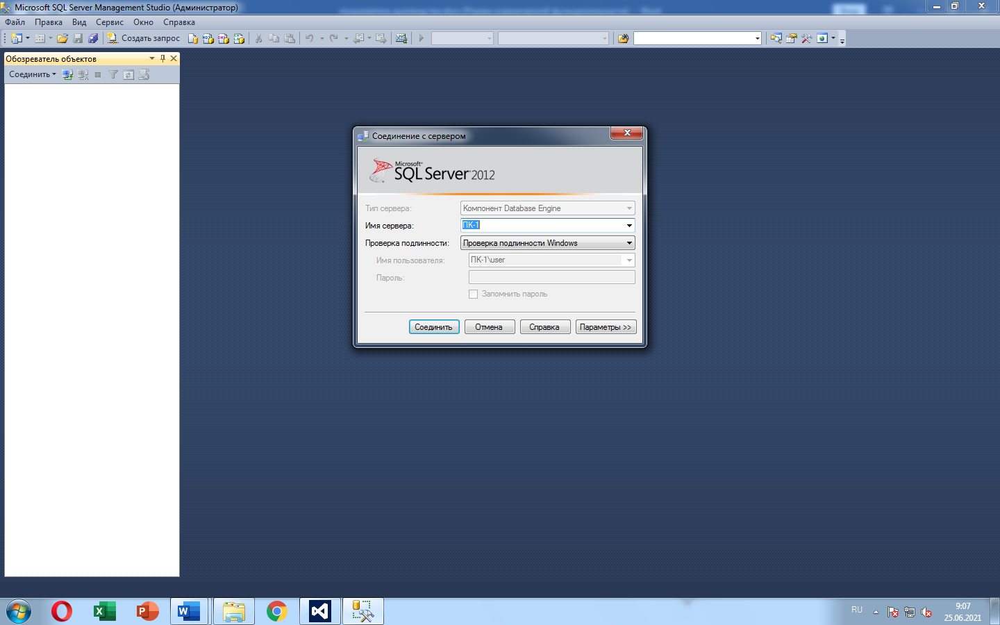 Microsoft SQL Server Management Studio (Администратор)
Файл Правка Вид Сервис Окно Справка
Создать запрос
Обозреватель объектов
Соединить
Соединение с сервером
Microsoft®
SQL Server 2012
Тип сервера: Компонент Database Engine
Имя сервера: ПК-1
Проверка подлинности: Проверка подлинности Windows
Имя пользователя: ПК-1\user
Пароль:
Запомнить пароль
Соединить Отмена Справка Параметры >>
RU
9:07
25.06.2021